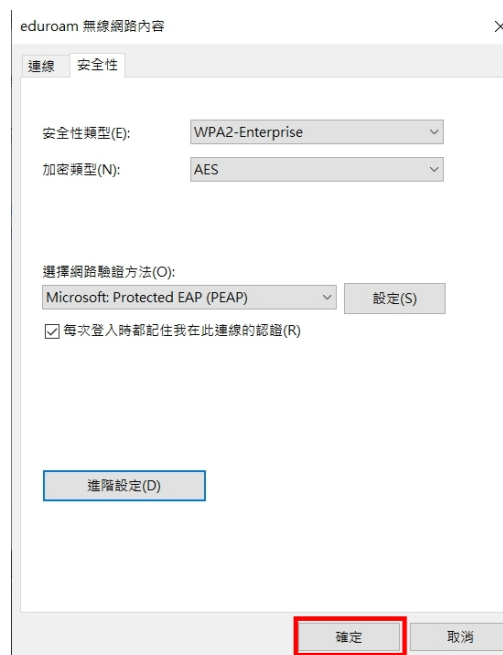 eduroam 無線網路內容
連線 安全性
安全性類型(E): WPA2-Enterprise
加密類型(N): AES
選擇網路驗證方法(O):
Microsoft: Protected EAP (PEAP) 設定(S)
每次登入時都記住我在此連線的認證(R)
進階設定(D)
確定 取消